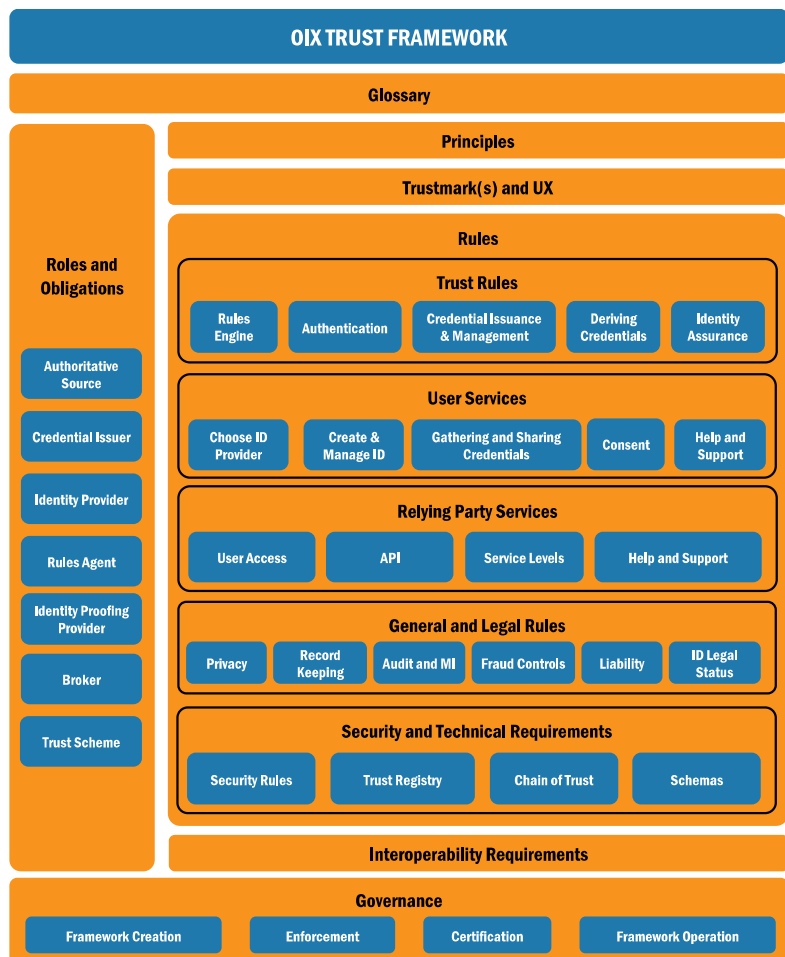 OIX TRUST FRAMEWORK
Glossary
Roles and
Obligations
Authoritative
Source
Credential Issuer
Identity Provider
Rules Agent
Identity Proofing
Provider
Broker
Trust Scheme
Principles
Trustmark(s) and UX
Rules
Trust Rules
Rules
Engine
Authentication
Credential Issuance
& Management
Deriving
Credentials
Identity
Assurance
User Services
Choose ID
Provider
Create &
Manage ID
Gathering and Sharing
Credentials
Consent
Help and
Support
Relying Party Services
User Access
API
Service Levels
Help and Support
General and Legal Rules
Privacy
Record
Keeping
Audit and MI
Fraud Controls
Liability
ID Legal
Status
Security and Technical Requirements
Security Rules
Trust Registry
Chain of Trust
Schemas
Interoperability Requirements
Governance
Framework Creation
Enforcement
Certification
Framework Operation